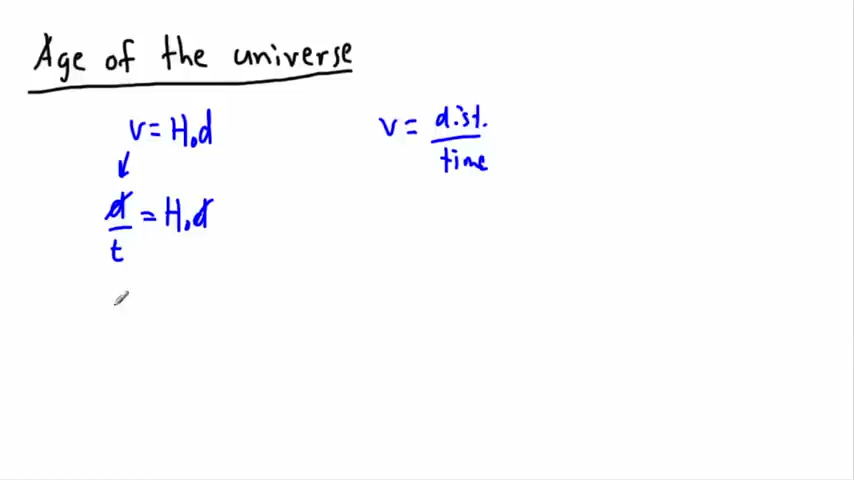 Age of the universe
v = H₀d
v = dist. / time
d / t = H₀d